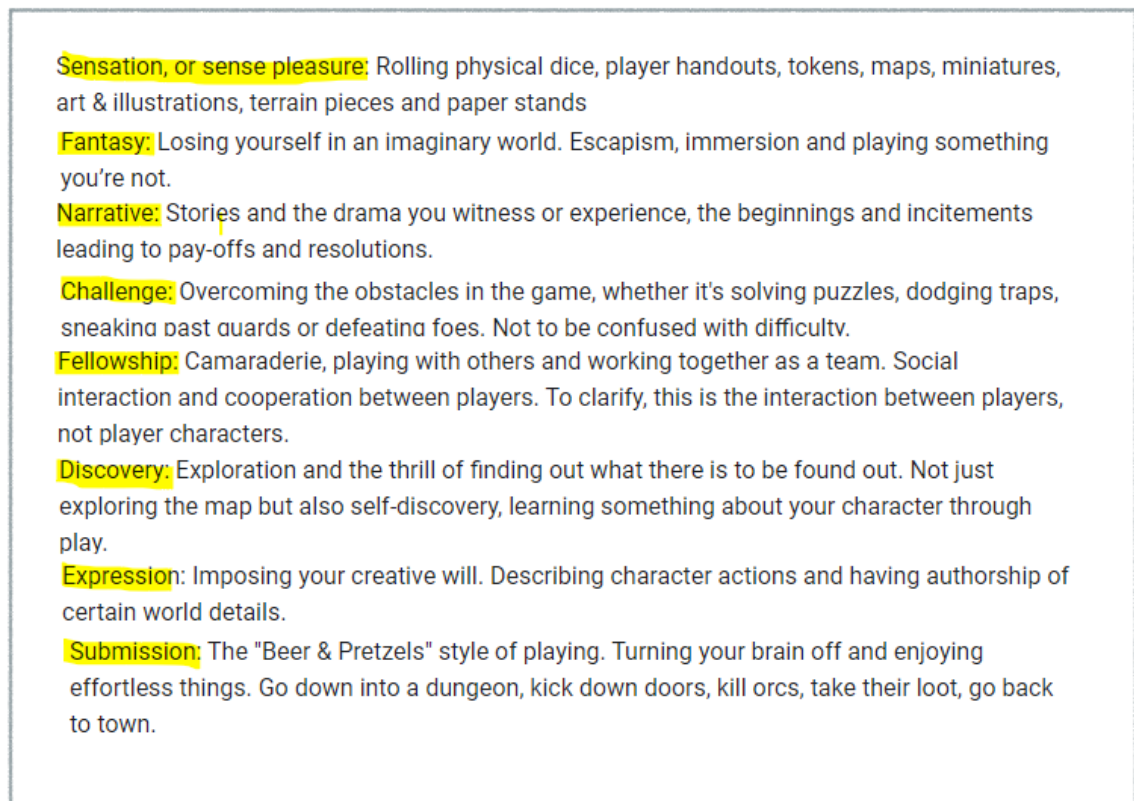 Sensation, or sense pleasure: Rolling physical dice, player handouts, tokens, maps, miniatures,
art & illustrations, terrain pieces and paper stands
Fantasy: Losing yourself in an imaginary world. Escapism, immersion and playing something
you’re not.
Narrative: Stories and the drama you witness or experience, the beginnings and incitements
leading to pay-offs and resolutions.
Challenge: Overcoming the obstacles in the game, whether it's solving puzzles, dodging traps,
sneaking past guards or defeating foes. Not to be confused with difficulty.
Fellowship: Camaraderie, playing with others and working together as a team. Social
interaction and cooperation between players. To clarify, this is the interaction between players,
not player characters.
Discovery: Exploration and the thrill of finding out what there is to be found out. Not just
exploring the map but also self-discovery, learning something about your character through
play.
Expression: Imposing your creative will. Describing character actions and having authorship of
certain world details.
Submission: The "Beer & Pretzels" style of playing. Turning your brain off and enjoying
effortless things. Go down into a dungeon, kick down doors, kill orcs, take their loot, go back
to town.